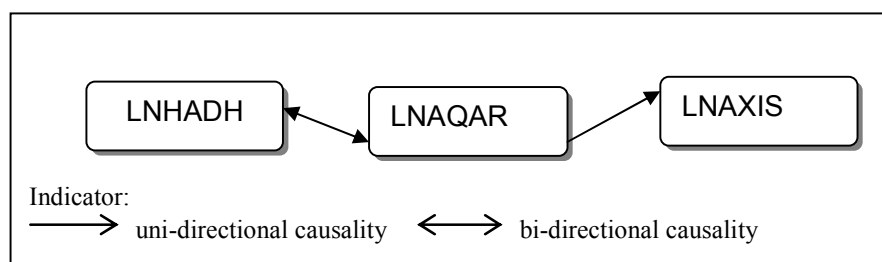 LNHADH
LNAQAR
LNAXIS
Indicator:
uni-directional causality
bi-directional causality